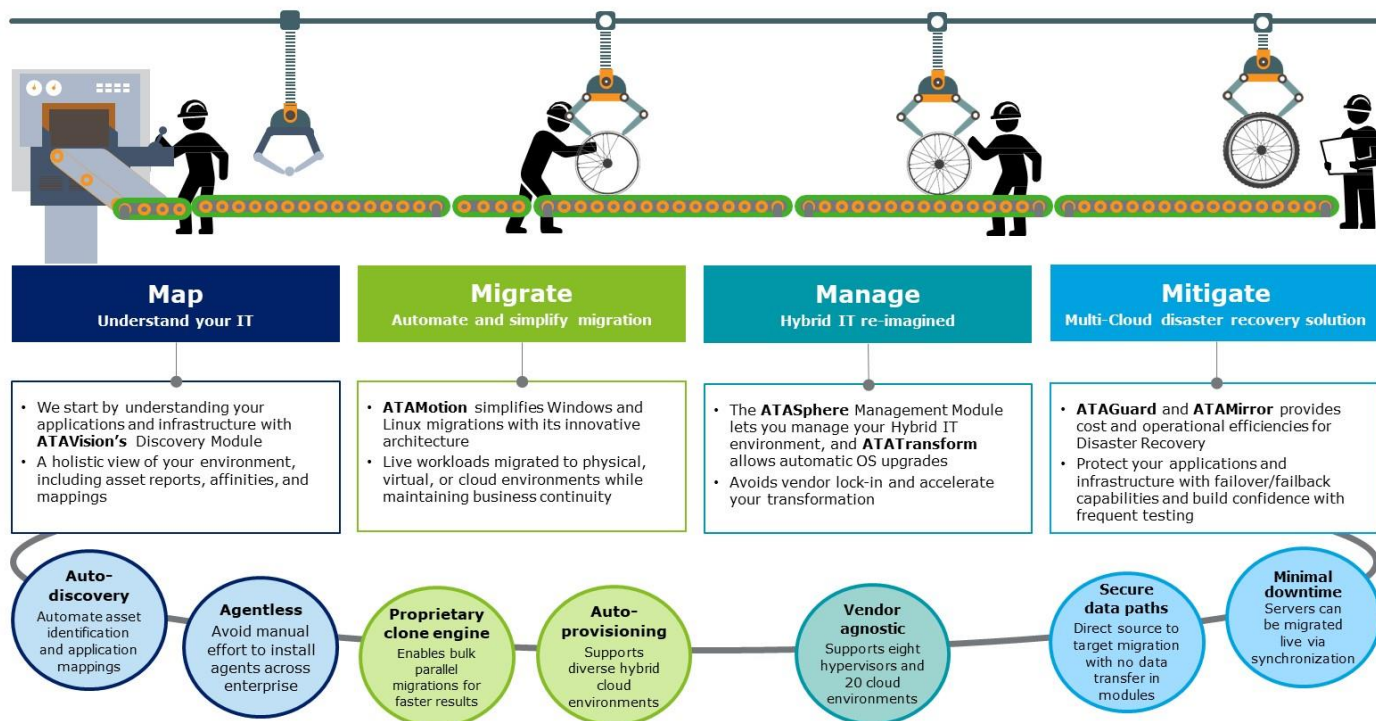 Map
Understand your IT
Migrate
Automate and simplify migration
Manage
Hybrid IT re-imagined
Mitigate
Multi-Cloud disaster recovery solution
• We start by understanding your
applications and infrastructure with
ATAVision’s Discovery Module
• A holistic view of your environment,
including asset reports, affinities, and
mappings
• ATAMotion simplifies Windows and
Linux migrations with its innovative
architecture
• Live workloads migrated to physical,
virtual, or cloud environments while
maintaining business continuity
• The ATASphere Management Module
lets you manage your Hybrid IT
environment, and ATATransform
allows automatic OS upgrades
• Avoids vendor lock-in and accelerate
your transformation
• ATAGuard and ATAMirror provides
cost and operational efficiencies for
Disaster Recovery
• Protect your applications and
infrastructure with failover/failback
capabilities and build confidence with
frequent testing
Auto-
discovery
Automate asset
identification
and application
mappings
Agentless
Avoid manual
effort to install
agents across
enterprise
Proprietary
clone engine
Enables bulk
parallel
migrations for
faster results
Auto-
provisioning
Supports
diverse hybrid
cloud
environments
Vendor
agnostic
Supports eight
hypervisors and
20 cloud
environments
Secure
data paths
Direct source to
target migration
with no data
transfer in
modules
Minimal
downtime
Servers can
be migrated
live via
synchronization